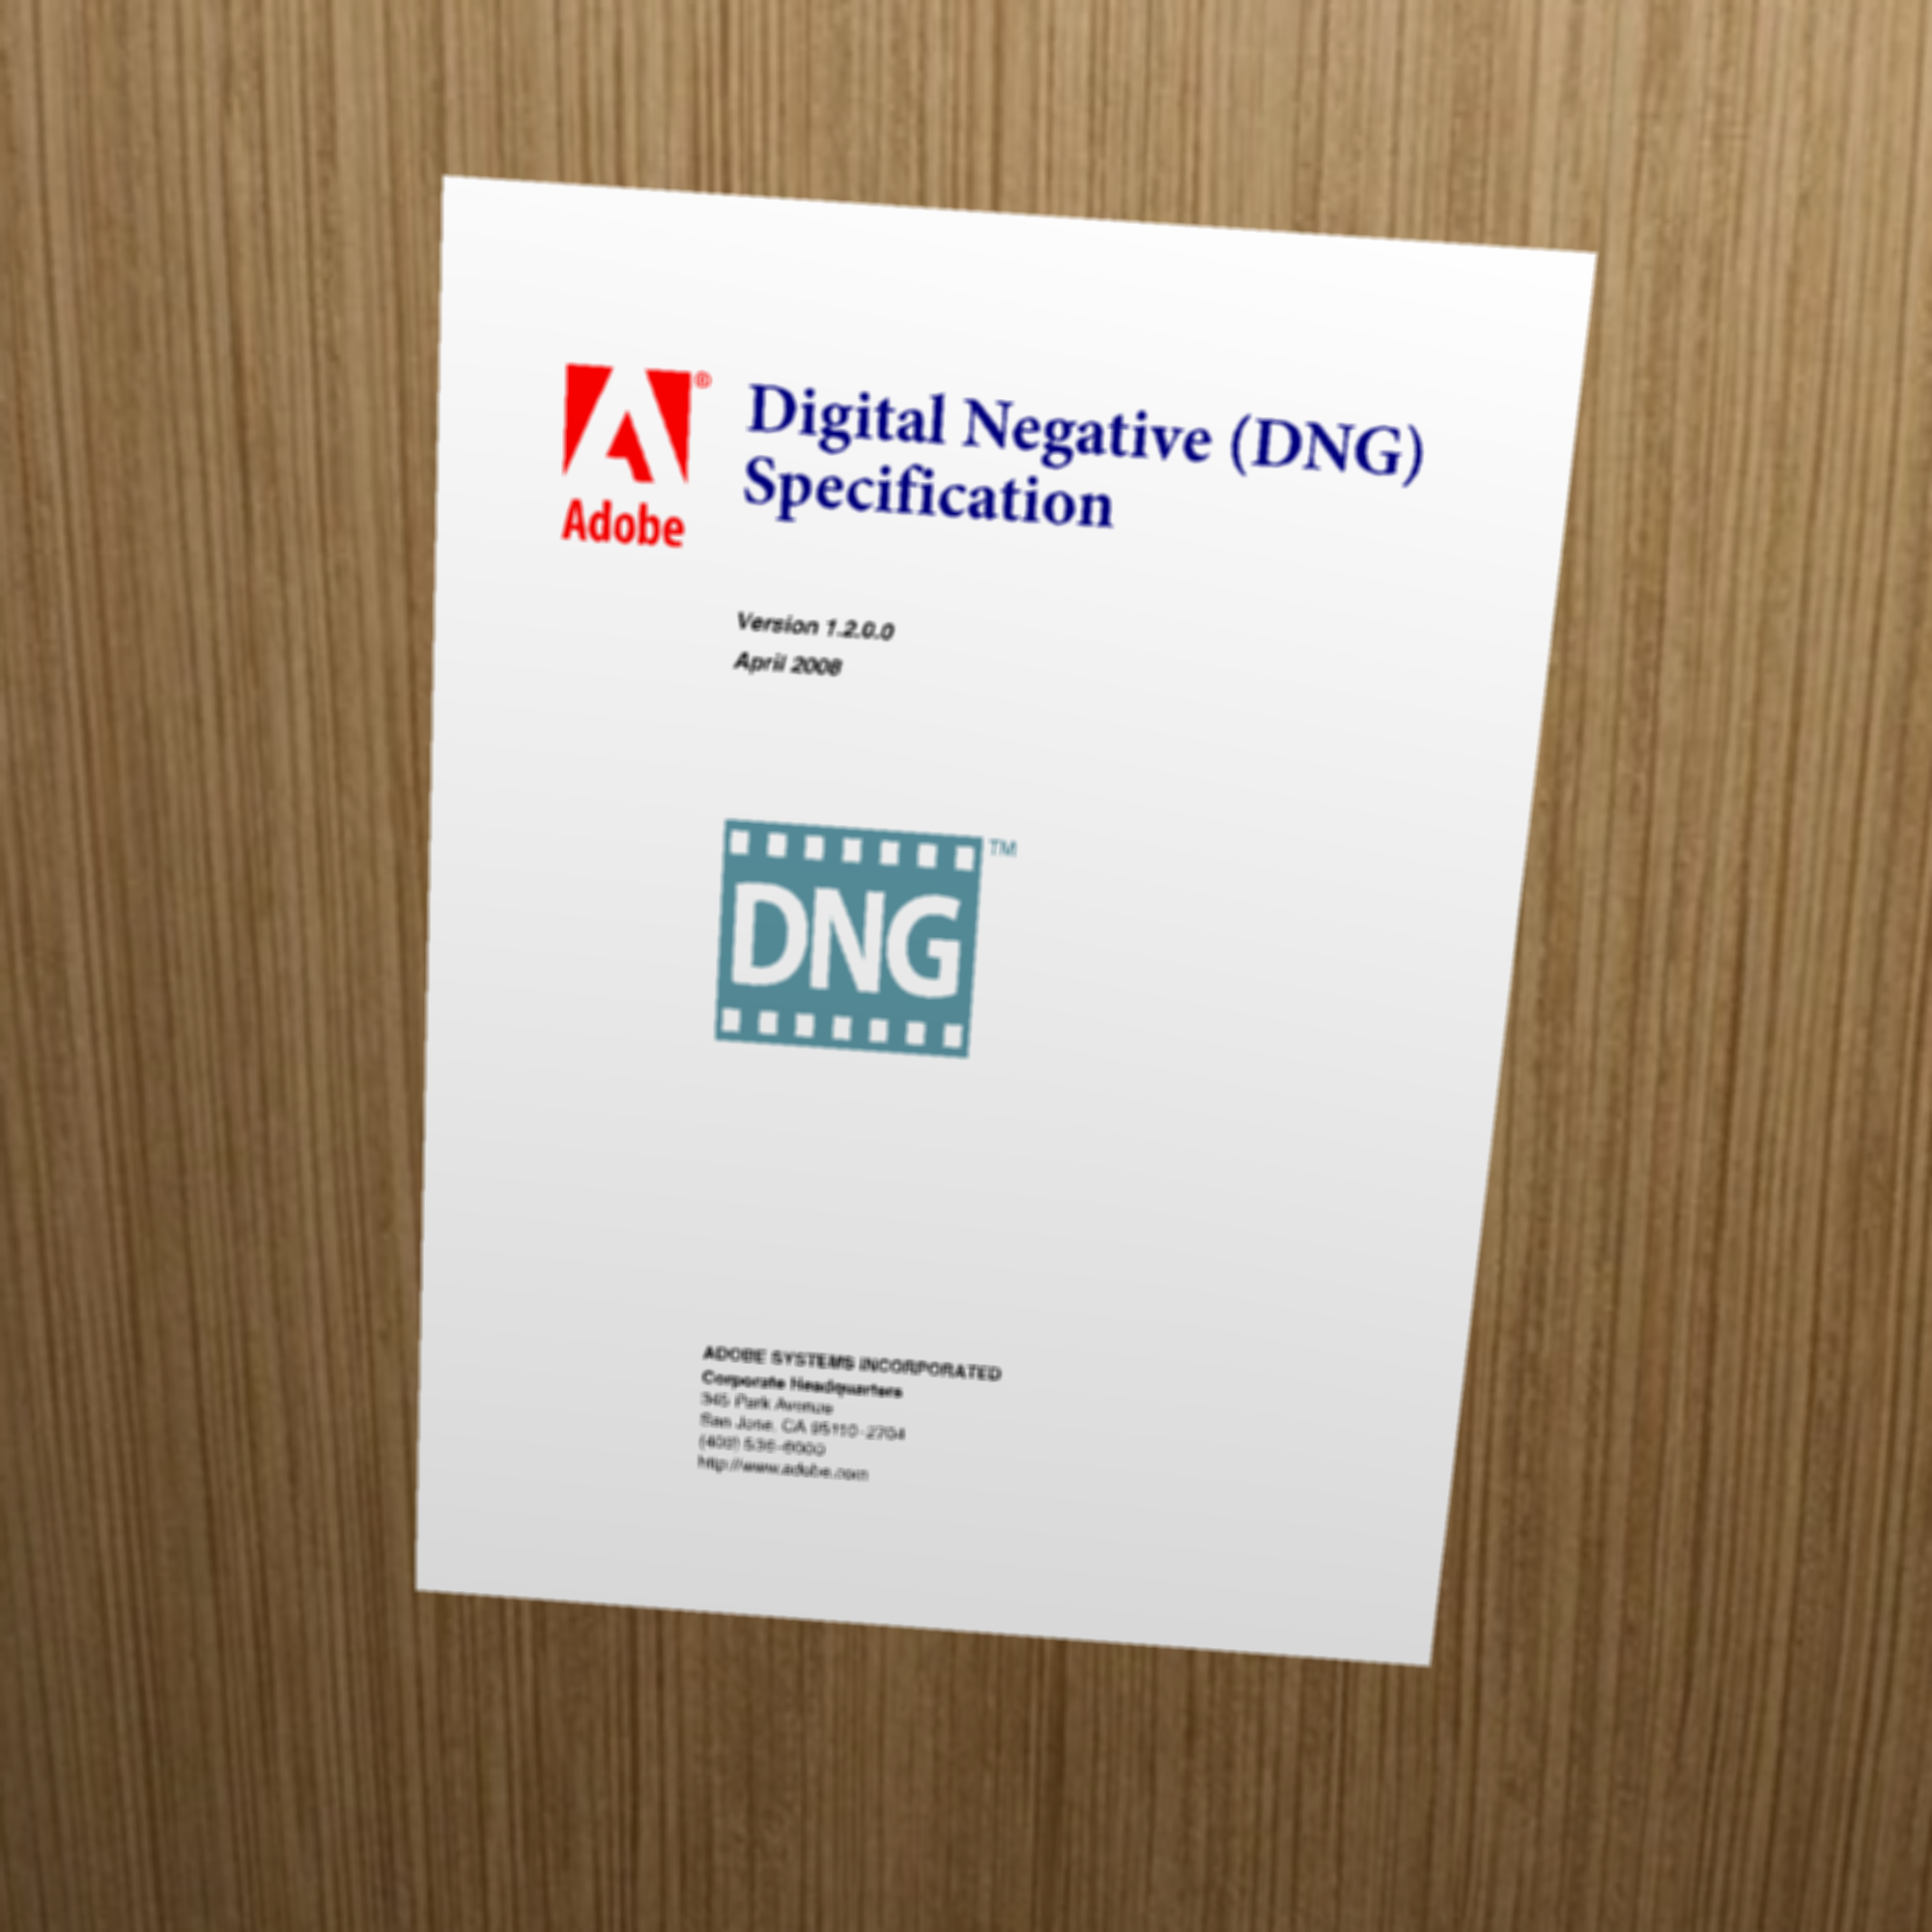 Adobe®
Digital Negative (DNG)
Specification
Version 1.2.0.0
April 2008
DNG™
ADOBE SYSTEMS INCORPORATED
Corporate Headquarters
345 Park Avenue
San Jose, CA 95110-2704
(408) 536-6000
http://www.adobe.com